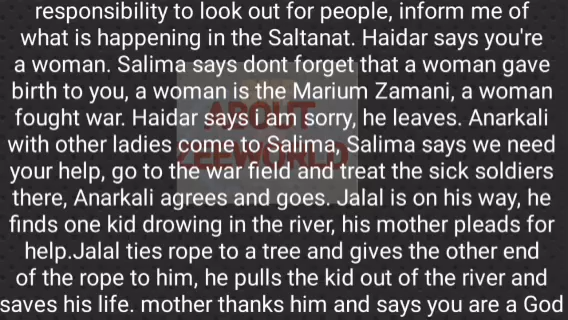 responsibility to look out for people, inform me of
what is happening in the Saltanat. Haidar says you're
a woman. Salima says dont forget that a woman gave
birth to you, a woman is the Marium Zamani, a woman
fought war. Haidar says i am sorry, he leaves. Anarkali
with other ladies come to Salima, Salima says we need
your help, go to the war field and treat the sick soldiers
there, Anarkali agrees and goes. Jalal is on his way, he
finds one kid drowing in the river, his mother pleads for
help.Jalal ties rope to a tree and gives the other end
of the rope to him, he pulls the kid out of the river and
saves his life. mother thanks him and says you are a God
ABOUT
ZEEWORLD